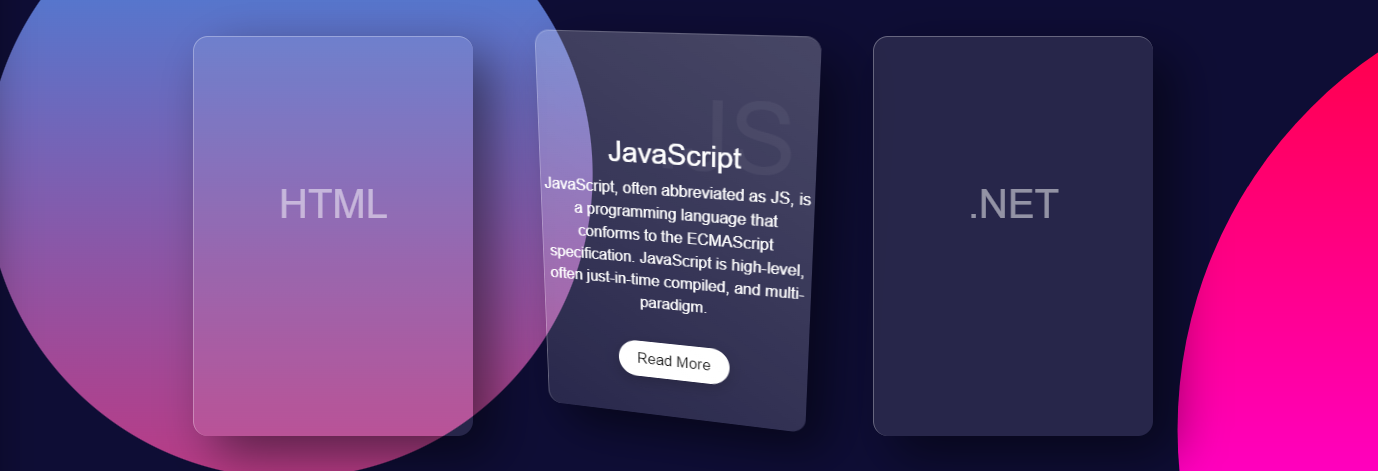 HTML
JS
JavaScript
JavaScript, often abbreviated as JS, is
a programming language that
conforms to the ECMAScript
specification. JavaScript is high-level,
often just-in-time compiled, and multi-
paradigm.
Read More
.NET